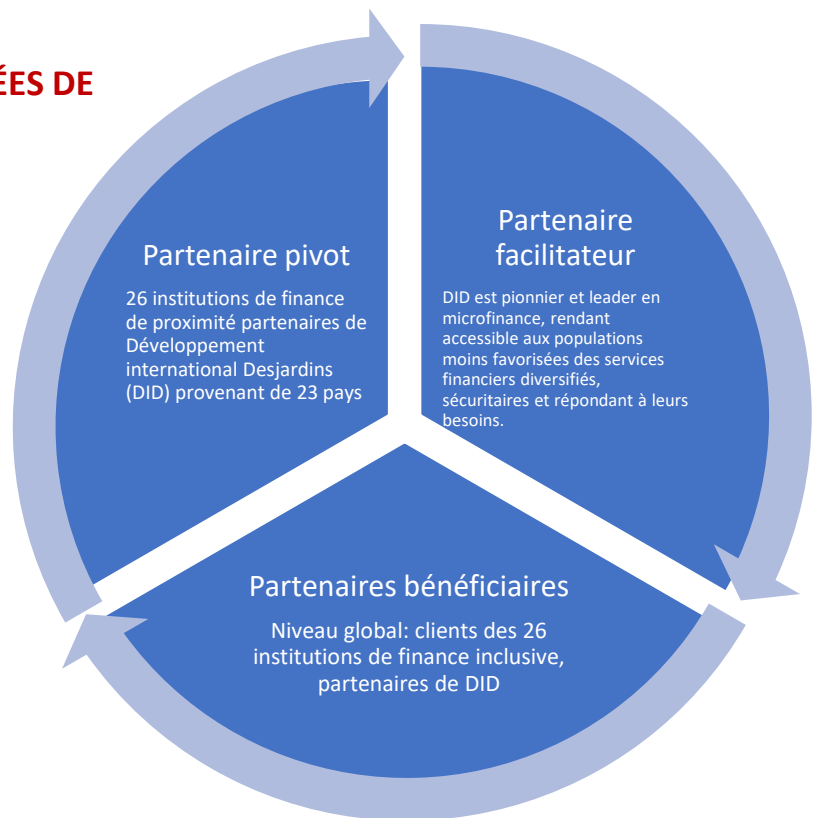 ÉES DE
Partenaire pivot
26 institutions de finance
de proximité partenaires de
Développement
international Desjardins
(DID) provenant de 23 pays
Partenaire
facilitateur
DID est pionnier et leader en
microfinance, rendant
accessible aux populations
moins favorisées des services
financiers diversifiés,
sécuritaires et répondant à leurs
besoins.
Partenaires bénéficiaires
Niveau global: clients des 26
institutions de finance inclusive,
partenaires de DID